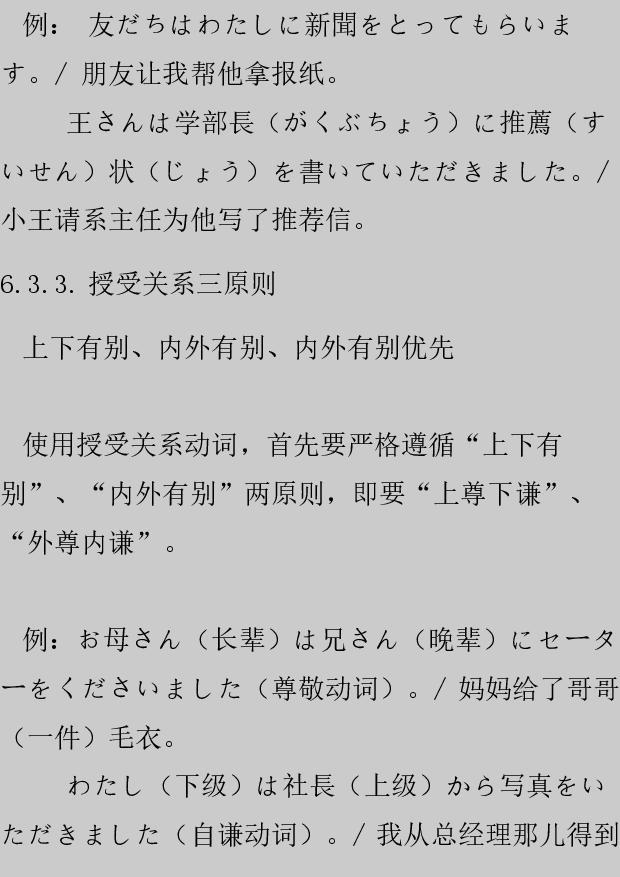 例： 友だちはわたしに新聞をとってもらいま
す。/ 朋友让我帮他拿报纸。
王さんは学部長（がくぶちょう）に推薦（す
いせん）状（じょう）を書いていただきました。/
小王请系主任为他写了推荐信。
6.3.3. 授受关系三原则
上下有别、内外有别、内外有别优先
使用授受关系动词，首先要严格遵循“上下有
别”、“内外有别”两原则，即要“上尊下谦”、
“外尊内谦”。
例：お母さん（长辈）は兄さん（晚辈）にセータ
ーをくださいました（尊敬动词）。/ 妈妈给了哥哥
（一件）毛衣。
わたし（下级）は社長（上级）から写真をい
ただきました（自谦动词）。/ 我从总经理那儿得到